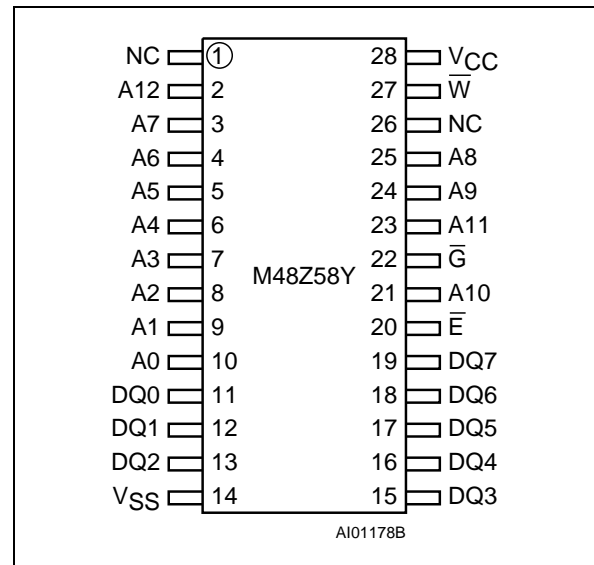 NC 1 28 VCC
A12 2 27 W̅
A7 3 26 NC
A6 4 25 A8
A5 5 24 A9
A4 6 23 A11
A3 7 22 G̅
M48Z58Y
A2 8 21 A10
A1 9 20 E̅
A0 10 19 DQ7
DQ0 11 18 DQ6
DQ1 12 17 DQ5
DQ2 13 16 DQ4
VSS 14 15 DQ3
AI01178B